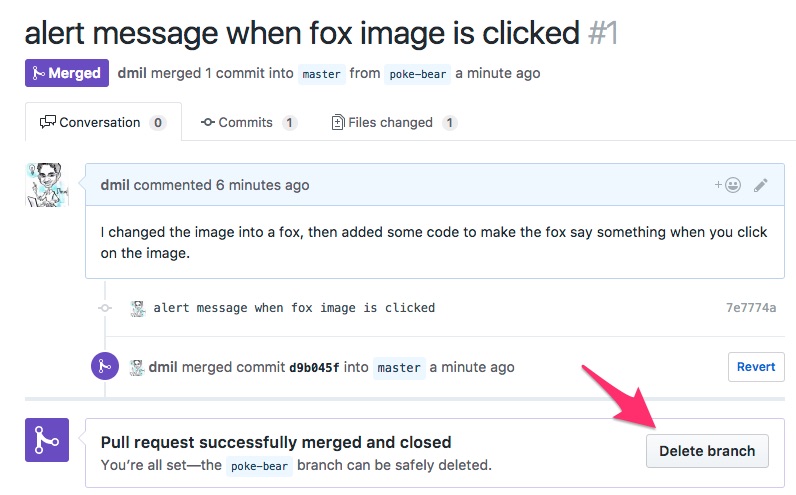 alert message when fox image is clicked #1
Merged dmil merged 1 commit into master from poke-bear a minute ago
Conversation 0 Commits 1 Files changed 1
dmil commented 6 minutes ago +
I changed the image into a fox, then added some code to make the fox say something when you click
on the image.
alert message when fox image is clicked 7e7774a
dmil merged commit d9b045f into master a minute ago Revert
Pull request successfully merged and closed
You’re all set—the poke-bear branch can be safely deleted.
Delete branch